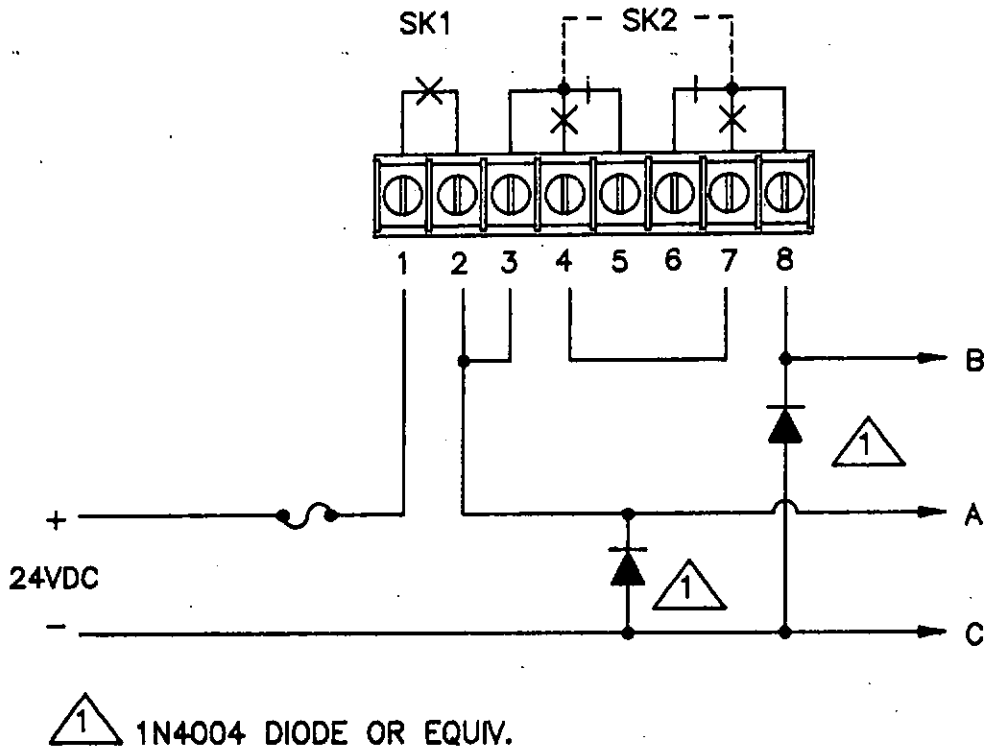 SK1 SK2
1 2 3 4 5 6 7 8
B
1
+ A
24VDC
1
- C
1 1N4004 DIODE OR EQUIV.